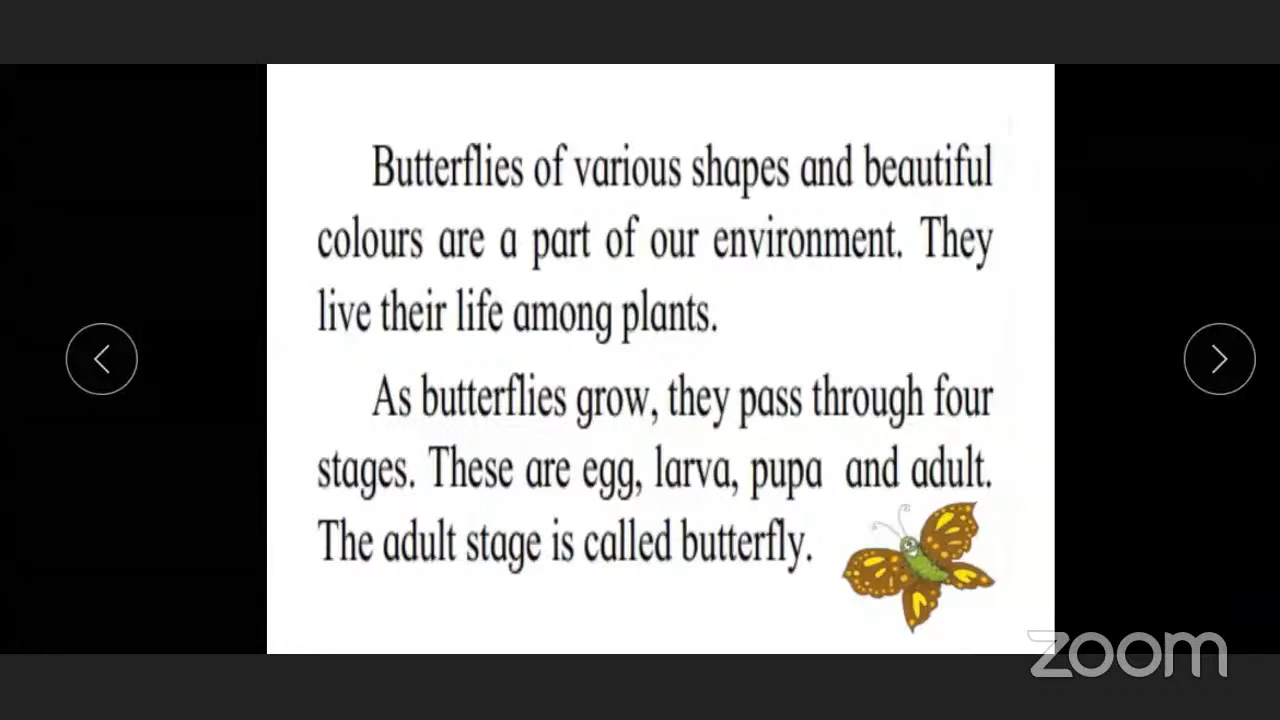 Butterflies of various shapes and beautiful
colours are a part of our environment. They
live their life among plants.
As butterflies grow, they pass through four
stages. These are egg, larva, pupa and adult.
The adult stage is called butterfly.
zoom